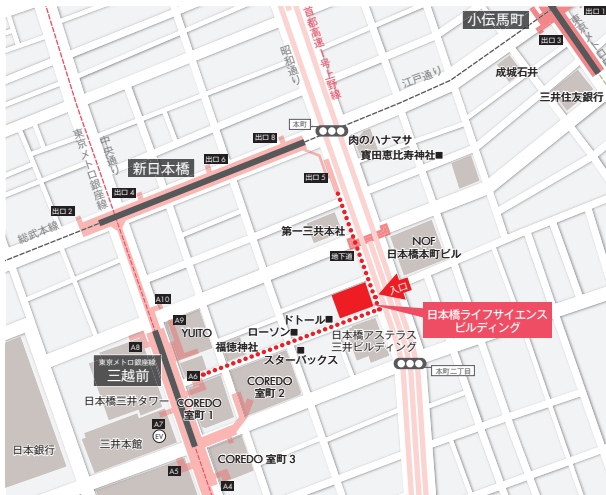 小伝馬町
出口 1
出口 3
東京メトロ
成城石井
三井住友銀行
首都高速1号上野線
昭和通り
江戸通り
本町
肉のハナマサ
寶田恵比寿神社
出口 8
出口 6
出口 5
出口 4
出口 2
新日本橋
東京メトロ銀座線
中央通り
総武本線
第一三共本社
地下道
NOF
日本橋本町ビル
入口
日本橋ライフサイエンス
ビルディング
A10
A9
A8
YUITO
ドトール
ローソン
福徳神社
スターバックス
日本橋アステラス
三井ビルディング
本町二丁目
東京メトロ銀座線
三越前
A6
COREDO
室町 2
日本橋三井タワー
COREDO
室町 1
A7
EV
三井本館
日本銀行
COREDO 室町 3
A5
A4